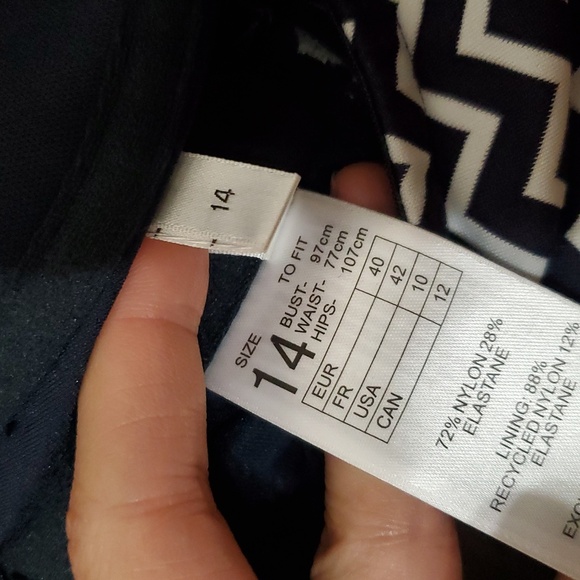 14
SIZE
14
TO FIT
BUST- 97cm
WAIST- 77cm
HIPS- 107cm
EUR 40
FR 42
USA 10
CAN 12
72% NYLON 28%
ELASTANE
LINING: 88%
RECYCLED NYLON 12%
ELASTANE